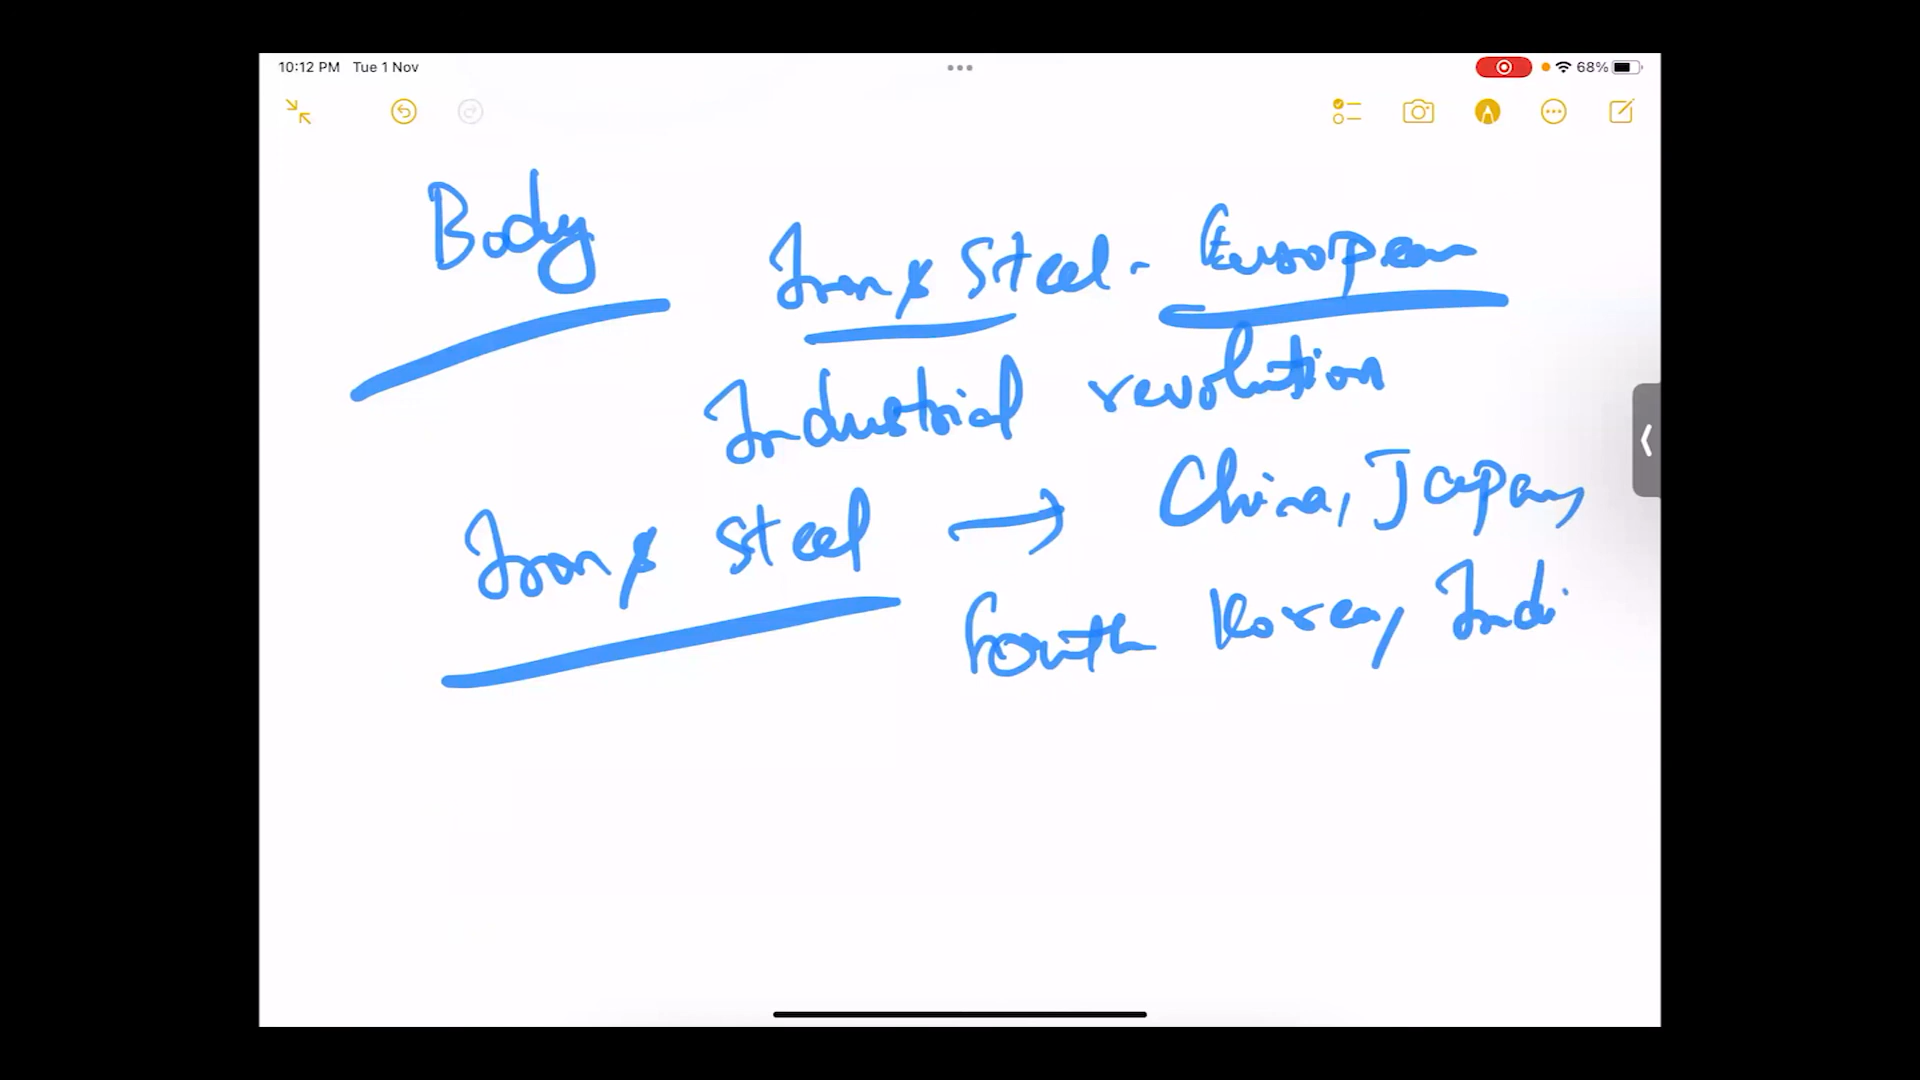 10:12 PM Tue 1 Nov
68%
Body
Iron & Steel - European
Industrial revolution
Iron & Steel → China, Japan,
South Korea, Indi